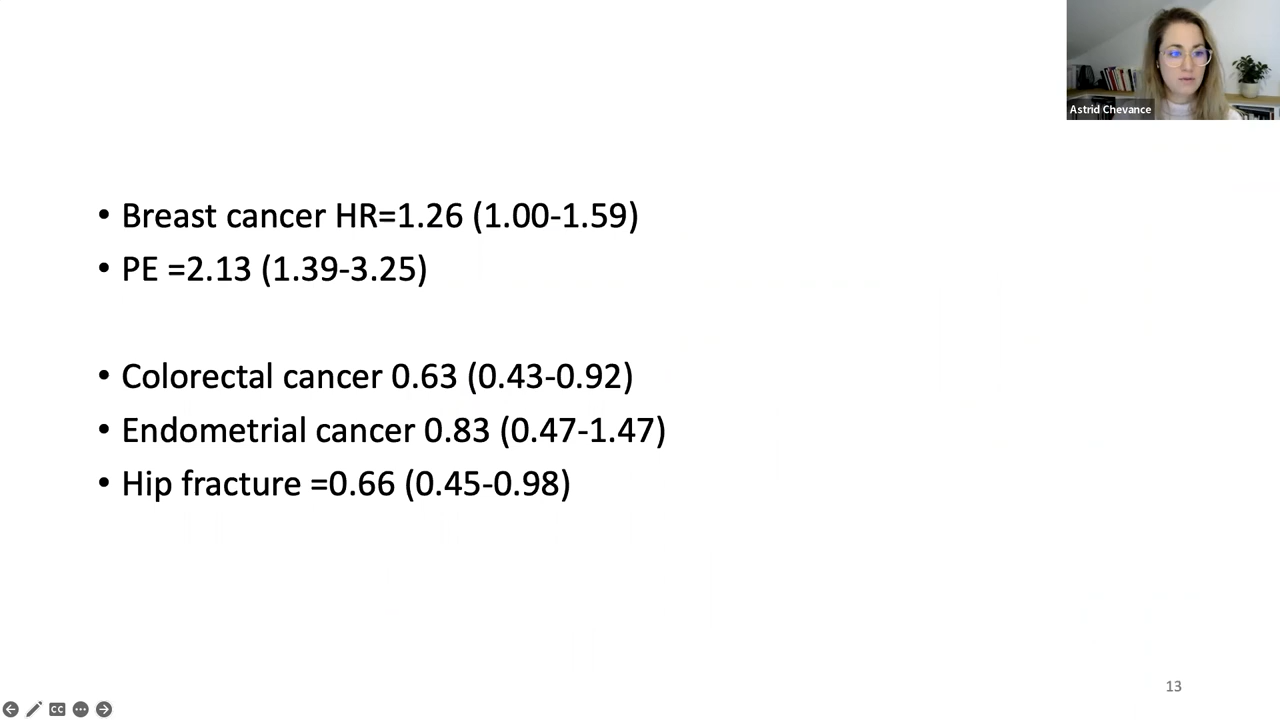 Astrid Chevance
• Breast cancer HR=1.26 (1.00-1.59)
• PE =2.13 (1.39-3.25)
• Colorectal cancer 0.63 (0.43-0.92)
• Endometrial cancer 0.83 (0.47-1.47)
• Hip fracture =0.66 (0.45-0.98)
13
CC